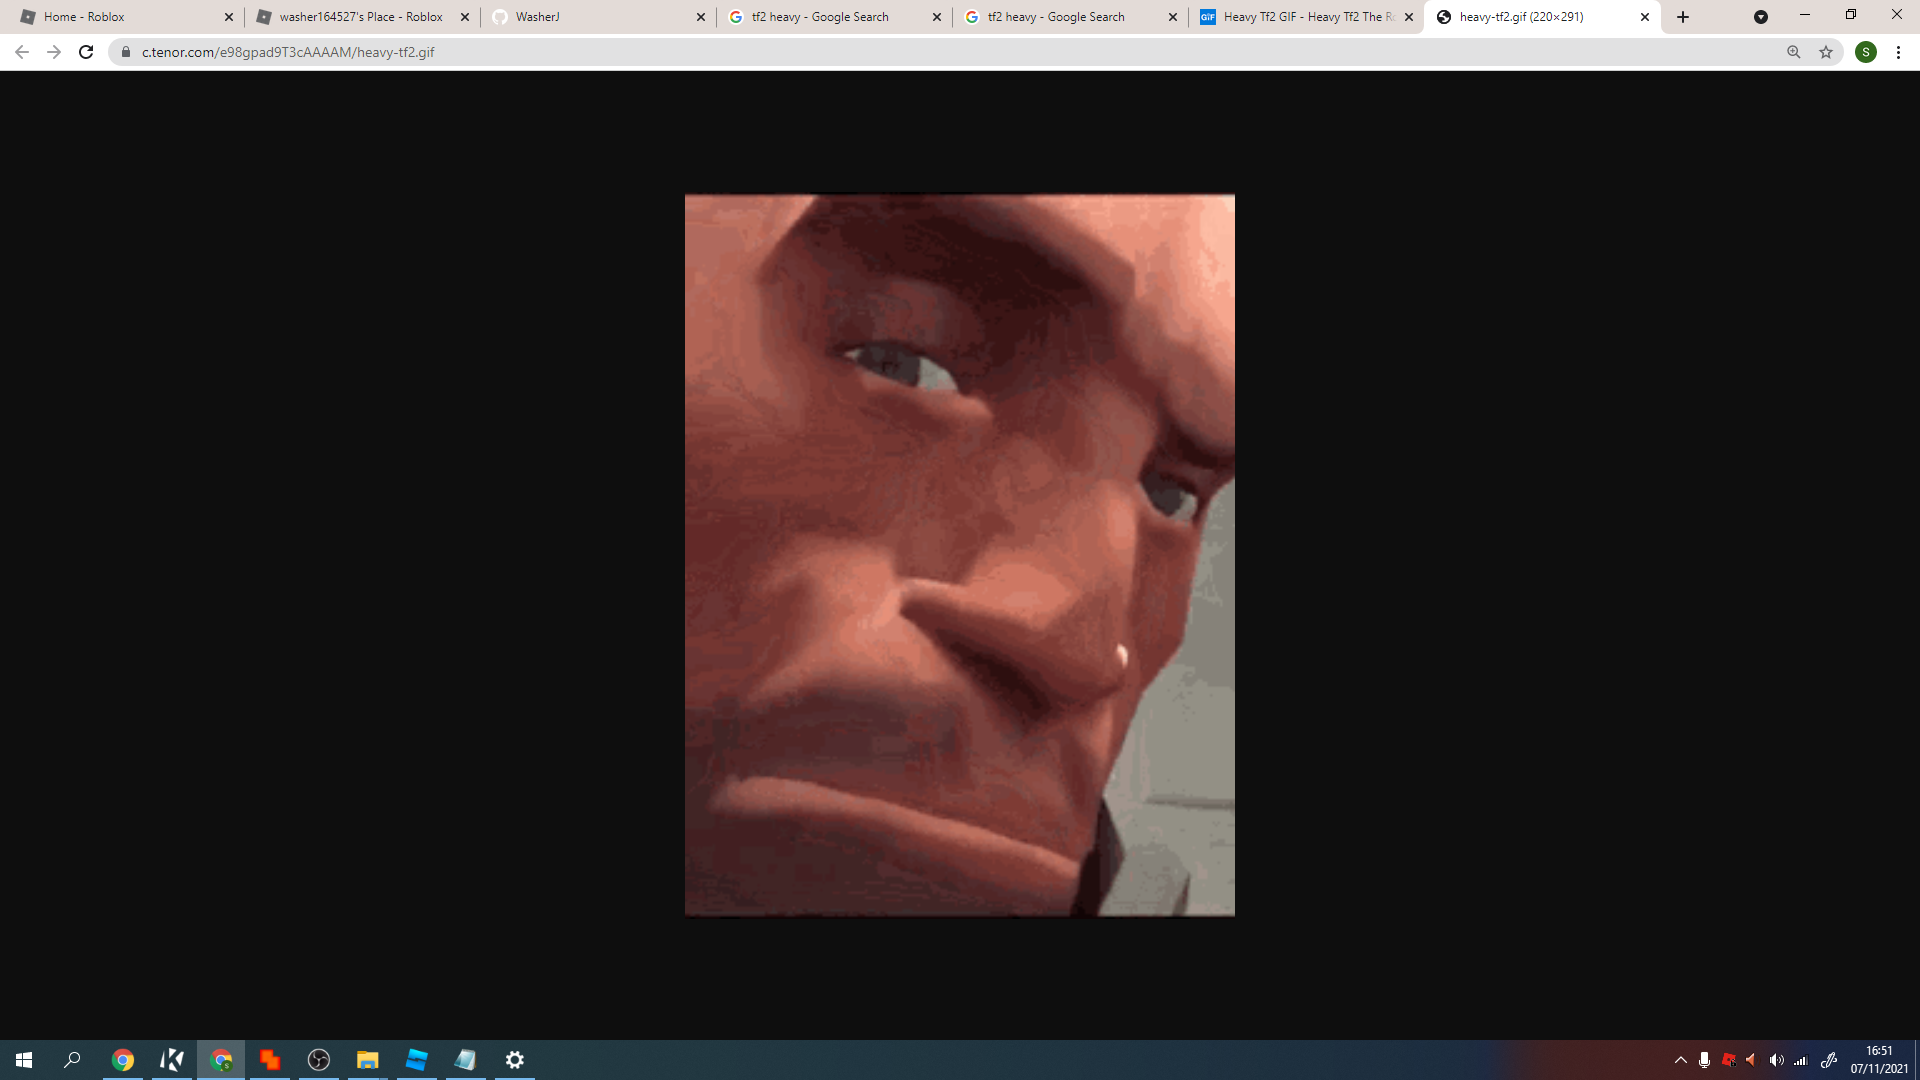 Home - Roblox
washer164527's Place - Roblox
WasherJ
tf2 heavy - Google Search
tf2 heavy - Google Search
GIF
Heavy Tf2 GIF - Heavy Tf2 The R
heavy-tf2.gif (220×291)
c.tenor.com/e98gpad9T3cAAAAM/heavy-tf2.gif
S
16:51
07/11/2021